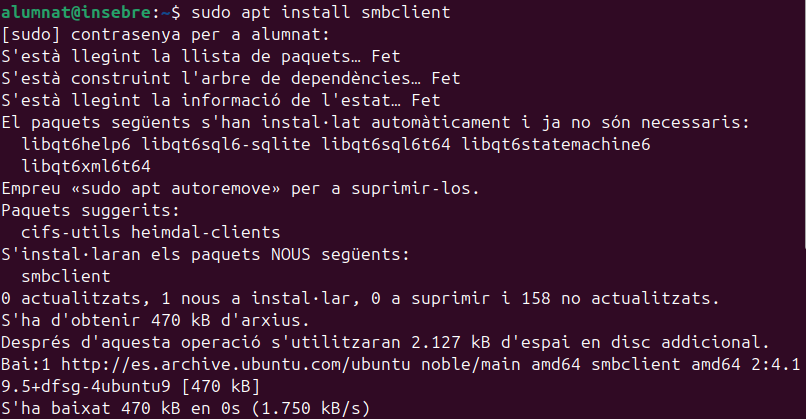 alumnat@insebre:~$ sudo apt install smbclient
[sudo] contrasenya per a alumnat:
S'està llegint la llista de paquets… Fet
S'està construint l'arbre de dependències… Fet
S'està llegint la informació de l'estat… Fet
El paquets següents s'han instal·lat automàticament i ja no són necessaris:
  libqt6help6 libqt6sql6-sqlite libqt6sql6t64 libqt6statemachine6
  libqt6xml6t64
Empreu «sudo apt autoremove» per a suprimir-los.
Paquets suggerits:
  cifs-utils heimdal-clients
S'instal·laran els paquets NOUS següents:
  smbclient
0 actualitzats, 1 nous a instal·lar, 0 a suprimir i 158 no actualitzats.
S'ha d'obtenir 470 kB d'arxius.
Després d'aquesta operació s'utilitzaran 2.127 kB d'espai en disc addicional.
Bai:1 http://es.archive.ubuntu.com/ubuntu noble/main amd64 smbclient amd64 2:4.1
9.5+dfsg-4ubuntu9 [470 kB]
S'ha baixat 470 kB en 0s (1.750 kB/s)